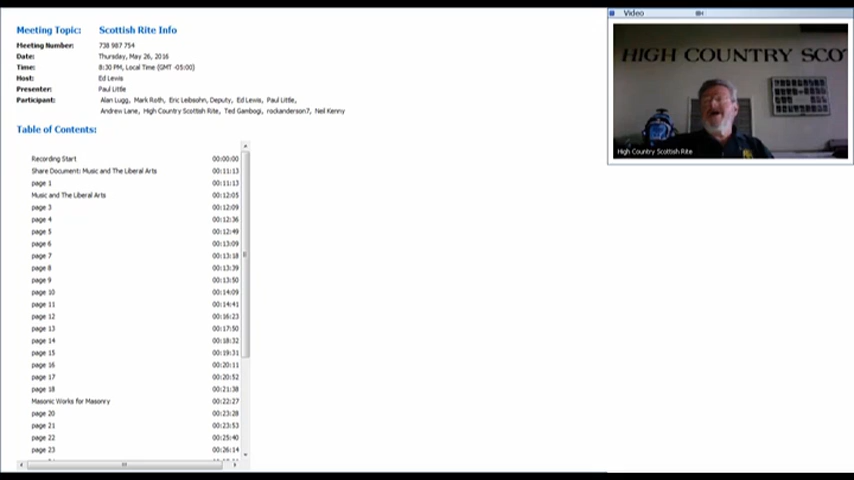 Meeting Topic: Scottish Rite Info
Meeting Number: 738 987 754
Date: Thursday, May 26, 2016
Time: 8:30 PM, Local Time (GMT -05:00)
Host: Ed Lewis
Presenter: Paul Little
Participant: Alan Lugg, Mark Roth, Eric Leibsohn, Deputy, Ed Lewis, Paul Little,
Andrew Lane, High Country Scottish Rite, Ted Gambogi, rockanderson7, Neil Kenny
Table of Contents:
Recording Start 00:00:00
Share Document: Music and The Liberal Arts 00:11:13
page 1 00:11:13
Music and The Liberal Arts 00:12:05
page 3 00:12:09
page 4 00:12:36
page 5 00:12:49
page 6 00:13:09
page 7 00:13:18
page 8 00:13:39
page 9 00:13:50
page 10 00:14:09
page 11 00:14:41
page 12 00:16:23
page 13 00:17:50
page 14 00:18:32
page 15 00:19:31
page 16 00:20:11
page 17 00:20:52
page 18 00:21:38
Masonic Works for Masonry 00:22:27
page 20 00:23:28
page 21 00:23:53
page 22 00:25:40
page 23 00:26:14
Video
HIGH COUNTRY SCO
High Country Scottish Rite